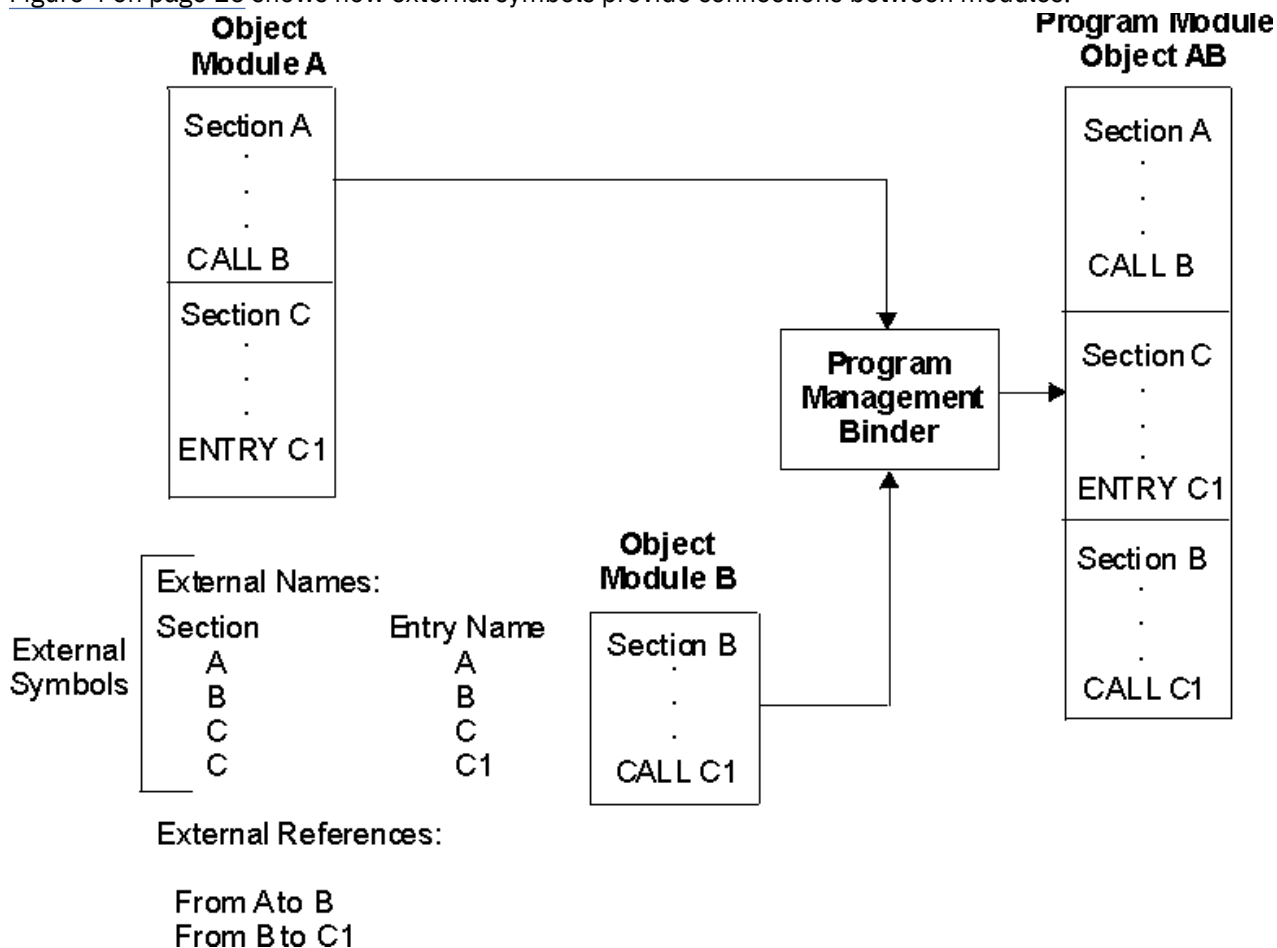 Figure 4 on page 20 shows how external symbols provide connections between modules.
Object
Module A
Section A
.
.
.
CALL B
Section C
.
.
.
ENTRY C1
Program Management Binder
Program Module
Object AB
Section A
.
.
.
CALL B
Section C
.
.
.
ENTRY C1
Section B
.
.
.
CALL C1
Object
Module B
Section B
.
.
.
CALL C1
External
Symbols
External Names:
Section Entry Name
A A
B B
C C
C C1
External References:
From A to B
From B to C1